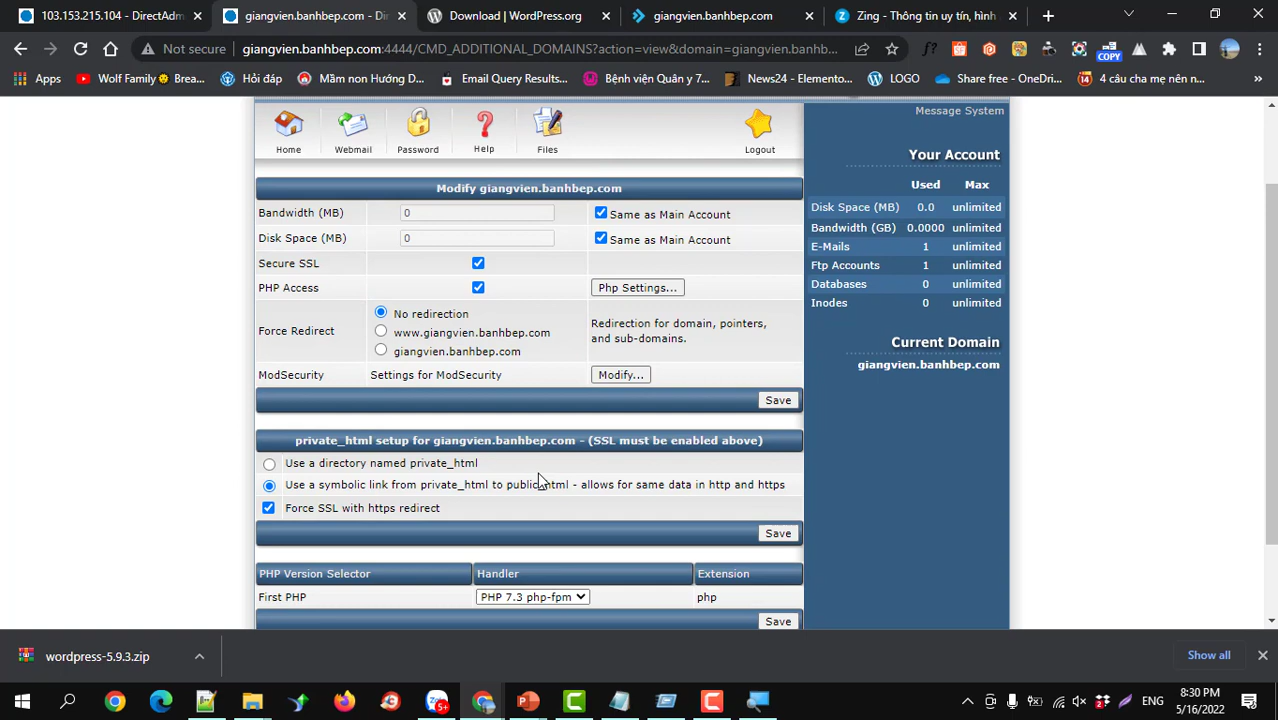 103.153.215.104 - DirectAdm
giangvien.banhbep.com - Di
Download | WordPress.org
giangvien.banhbep.com
Zing - Thông tin uy tín, hình
Not secure
giangvien.banhbep.com:4444/CMD_ADDITIONAL_DOMAINS?action=view&domain=giangvien.banhb...
COPY
Apps
Wolf Family Brea...
Hỏi đáp
Mầm non Hướng D...
Email Query Results...
Bệnh viện Quân y 7...
News24 - Elemento...
LOGO
Share free - OneDri...
14
4 câu cha mẹ nên n...
Home
Webmail
Password
Help
Files
Logout
Message System
Your Account
Used Max
Disk Space (MB) 0.0 unlimited
Bandwidth (GB) 0.0000 unlimited
E-Mails 1 unlimited
Ftp Accounts 1 unlimited
Databases 0 unlimited
Inodes 0 unlimited
Current Domain
giangvien.banhbep.com
Modify giangvien.banhbep.com
Bandwidth (MB) 0 Same as Main Account
Disk Space (MB) 0 Same as Main Account
Secure SSL
PHP Access Php Settings...
Force Redirect
No redirection
www.giangvien.banhbep.com
giangvien.banhbep.com
Redirection for domain, pointers,
and sub-domains.
ModSecurity Settings for ModSecurity Modify...
Save
private_html setup for giangvien.banhbep.com - (SSL must be enabled above)
Use a directory named private_html
Use a symbolic link from private_html to public_html - allows for same data in http and https
Force SSL with https redirect
Save
PHP Version Selector Handler Extension
First PHP PHP 7.3 php-fpm php
Save
wordpress-5.9.3.zip
Show all
5+
ENG
8:30 PM
5/16/2022